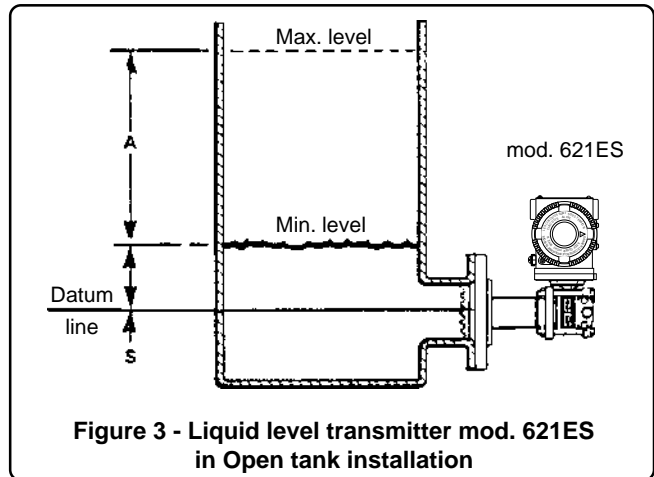 Max. level
A
mod. 621ES
Min. level
Datum
line
S
Figure 3 - Liquid level transmitter mod. 621ES
in Open tank installation